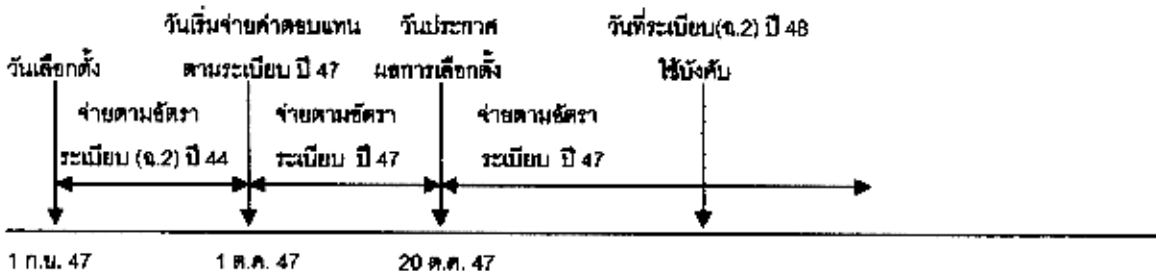 วันเริ่มจ่ายค่าตอบแทน วันประกาศ วันที่ระเบียบ(ฉ.2) ปี 48
วันเลือกตั้ง ตามระเบียบ ปี 47 ผลการเลือกตั้ง ใช้บังคับ
จ่ายตามอัตรา จ่ายตามอัตรา จ่ายตามอัตรา
ระเบียบ (ฉ.2) ปี 44 ระเบียบ ปี 47 ระเบียบ ปี 47
1 ก.ย. 47 1 ต.ค. 47 20 ต.ค. 47